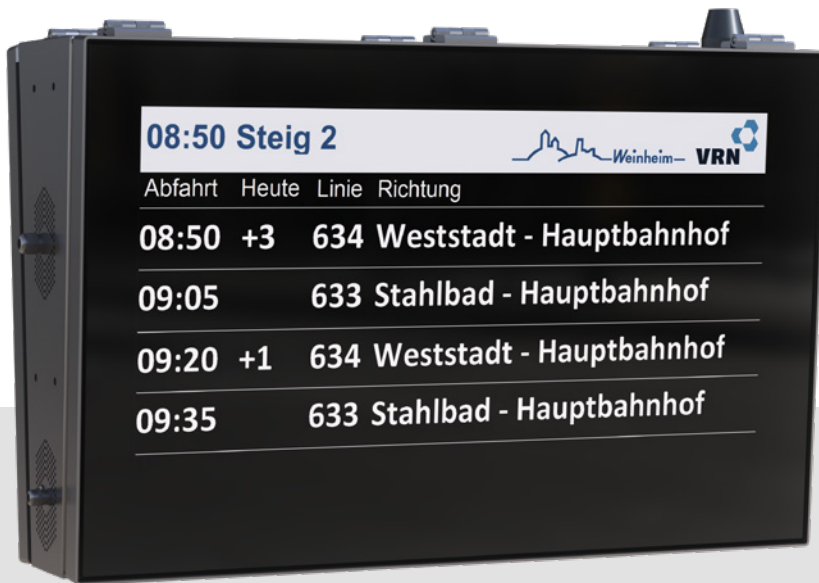 08:50 Steig 2 Weinheim VRN
Abfahrt Heute Linie Richtung
08:50 +3 634 Weststadt - Hauptbahnhof
09:05 633 Stahlbad - Hauptbahnhof
09:20 +1 634 Weststadt - Hauptbahnhof
09:35 633 Stahlbad - Hauptbahnhof